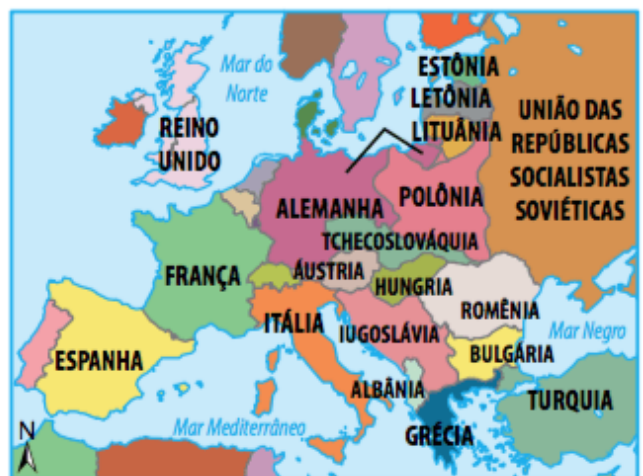 Mar do
Norte
ESTÔNIA
LETÔNIA
LITUÂNIA
UNIÃO DAS
REPÚBLICAS
SOCIALISTAS
SOVIÉTICAS
REINO
UNIDO
ALEMANHA
POLÔNIA
TCHECOSLOVÁQUIA
FRANÇA
ÁUSTRIA
HUNGRIA
ROMÊNIA
ITÁLIA
IUGOSLÁVIA
Mar Negro
BULGÁRIA
ESPANHA
ALBÂNIA
TURQUIA
Mar Mediterrâneo
GRÉCIA
N